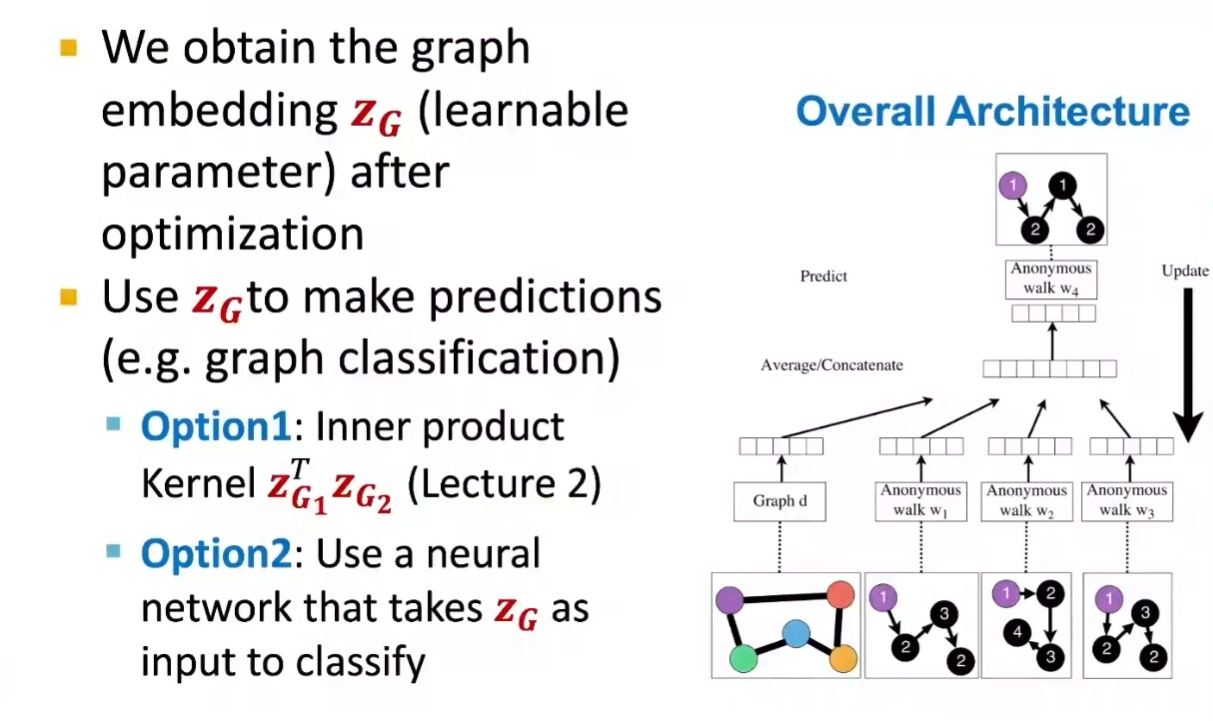 We obtain the graph
embedding z_G (learnable
parameter) after
optimization
Use z_G to make predictions
(e.g. graph classification)
Option1: Inner product
Kernel z_{G_1}^T z_{G_2} (Lecture 2)
Option2: Use a neural
network that takes z_G as
input to classify
Overall Architecture
1 1
2 2
Predict
Anonymous
walk w_4
Update
Average/Concatenate
Graph d
Anonymous
walk w_1
Anonymous
walk w_2
Anonymous
walk w_3
1 3
2 2
1 2
4 3
1 3
2 2